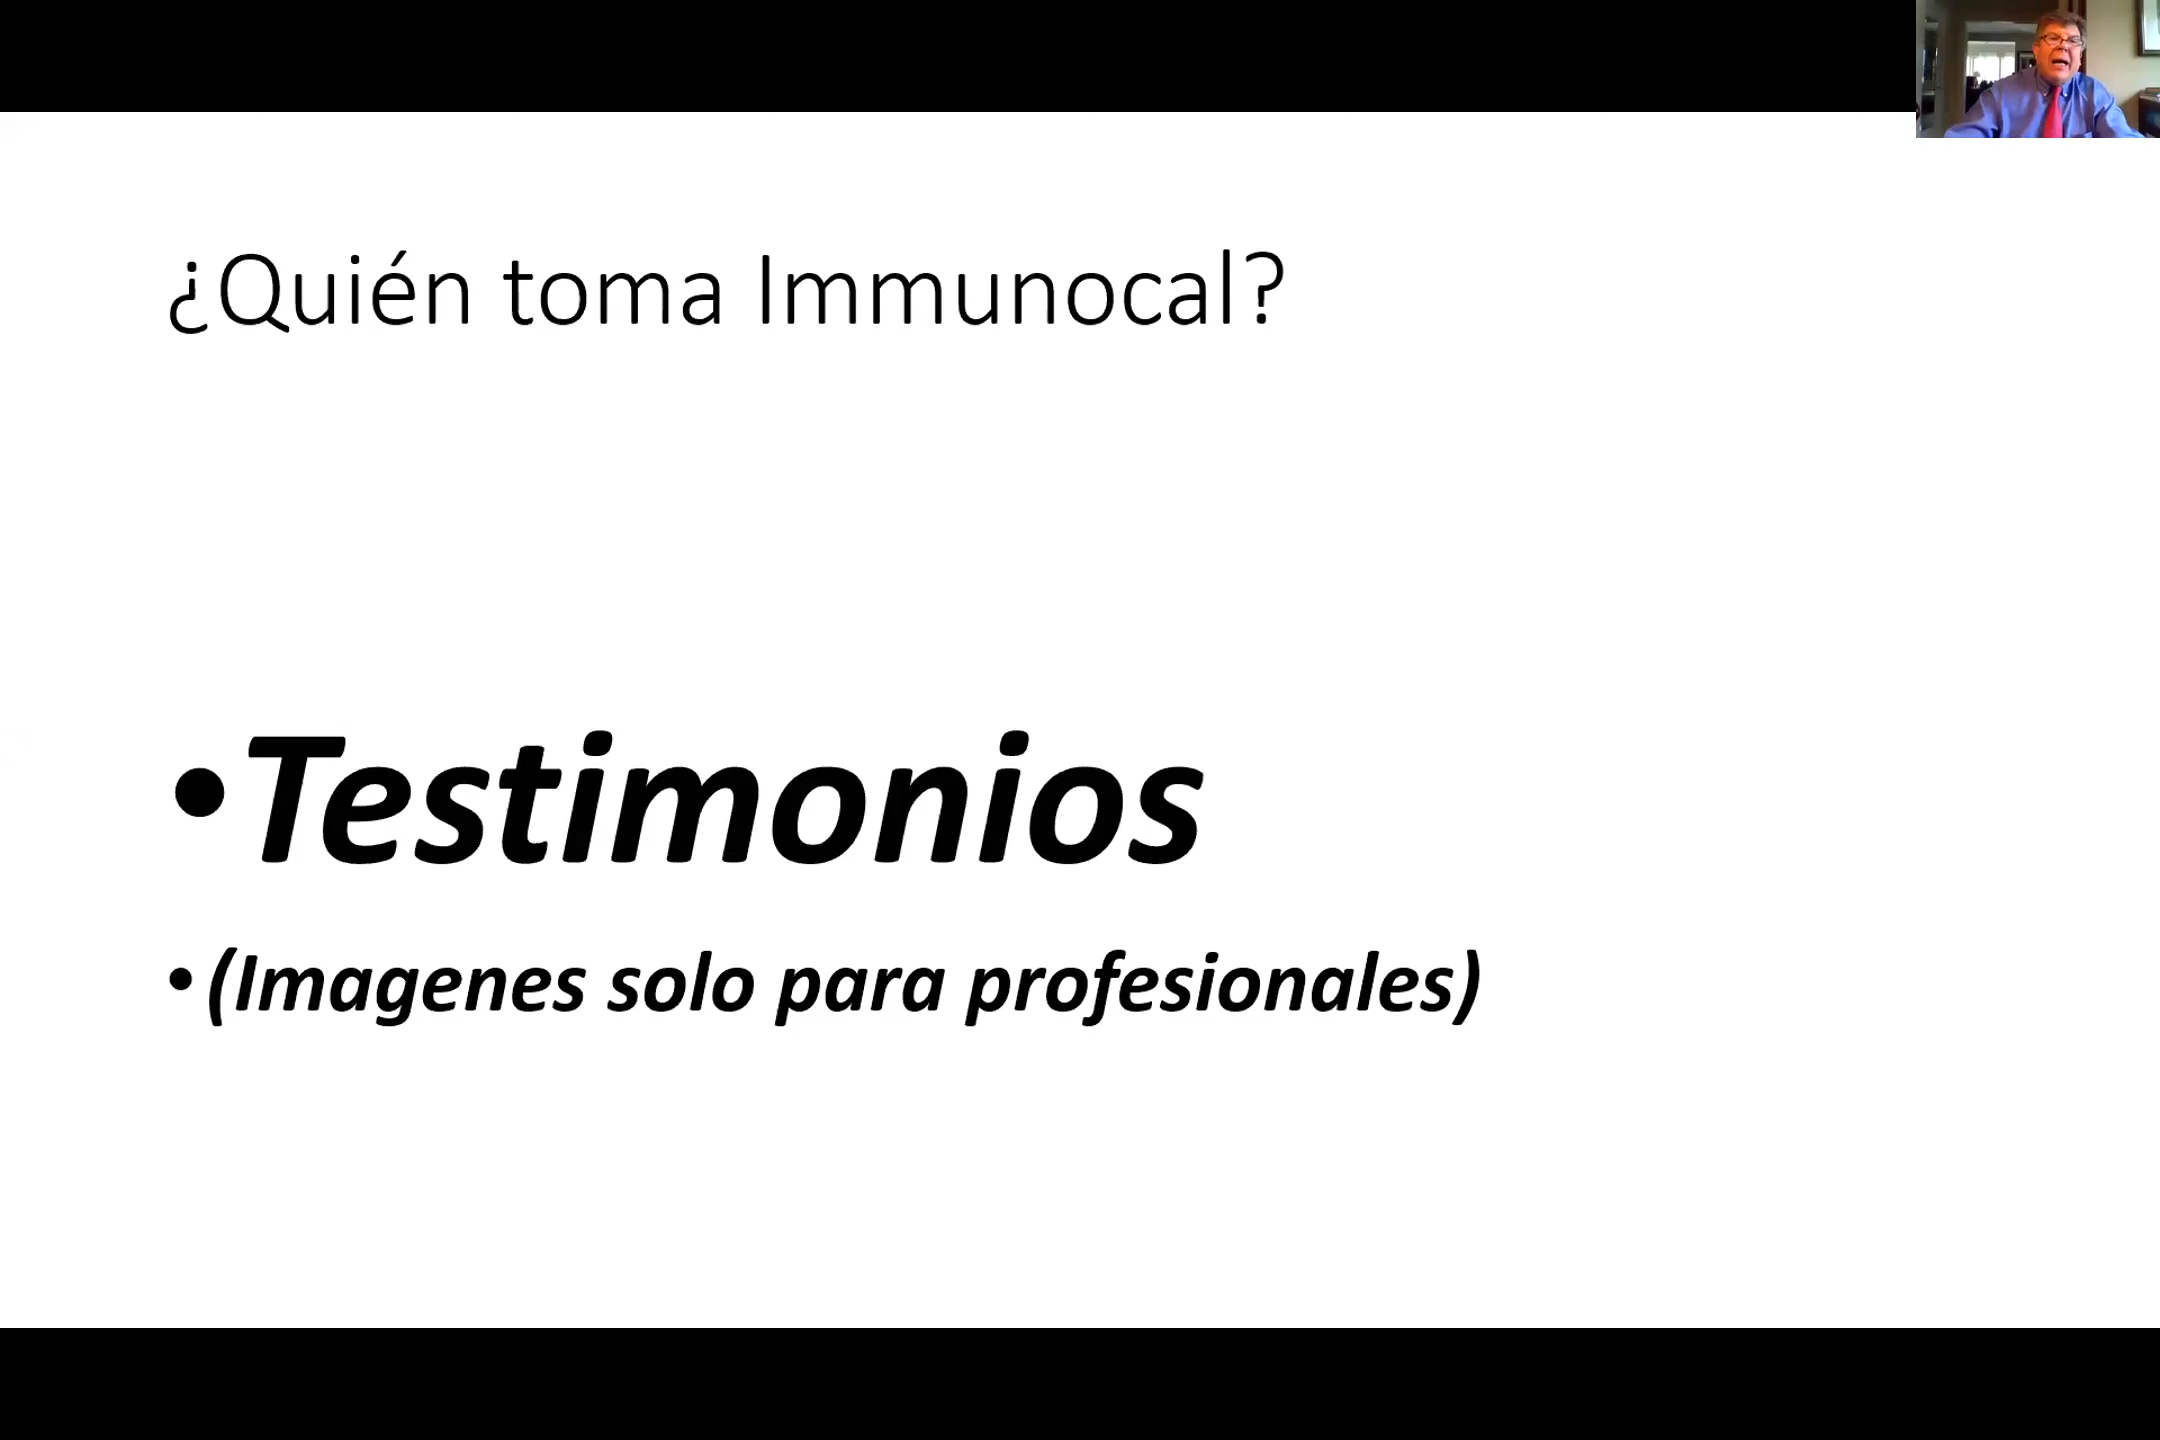 ¿Quién toma Immunocal?
•Testimonios
•(Imagenes solo para profesionales)